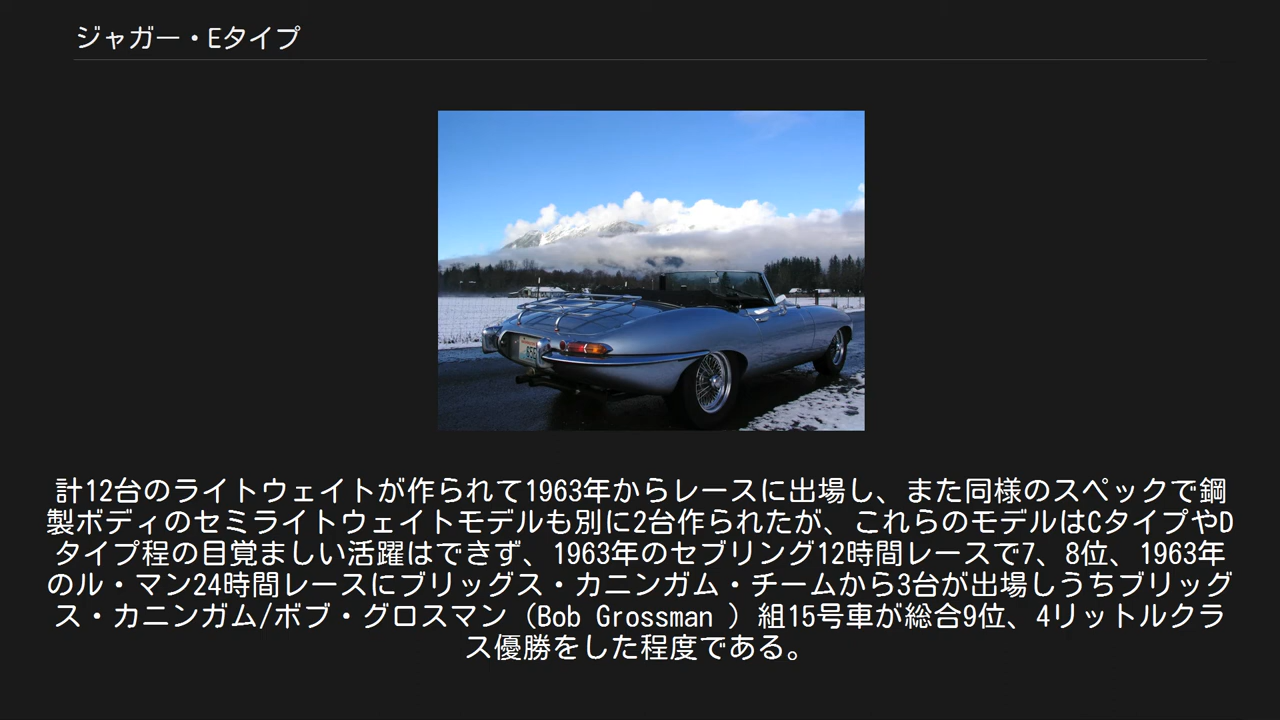 ジャガー・Eタイプ
計12台のライトウェイトが作られて1963年からレースに出場し、また同様のスペックで鋼
製ボディのセミライトウェイトモデルも別に2台作られたが、これらのモデルはCタイプやD
タイプ程の目覚ましい活躍はできず、1963年のセブリング12時間レースで7、8位、1963年
のル・マン24時間レースにブリッグス・カニンガム・チームから3台が出場しうちブリッグ
ス・カニンガム/ボブ・グロスマン（Bob Grossman ）組15号車が総合9位、4リットルクラ
ス優勝をした程度である。